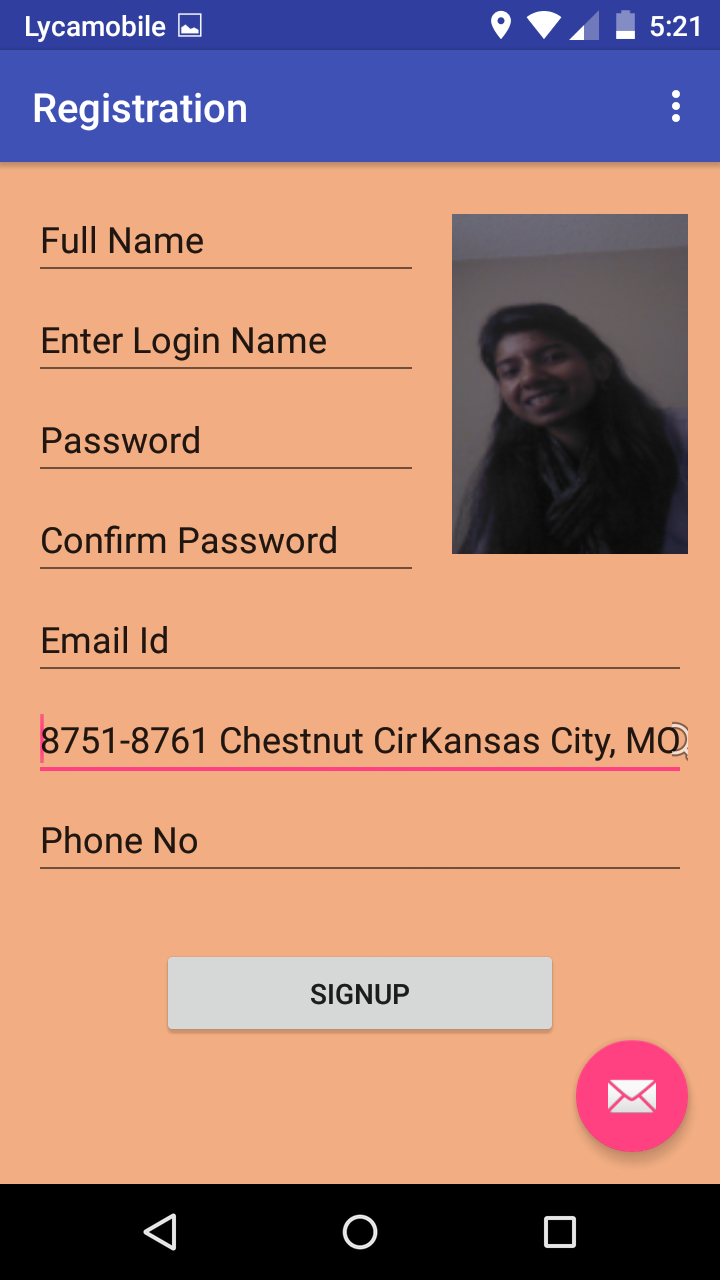 Lycamobile 5:21
Registration
Full Name
Enter Login Name
Password
Confirm Password
Email Id
8751-8761 Chestnut CirKansas City, MO
Phone No
SIGNUP